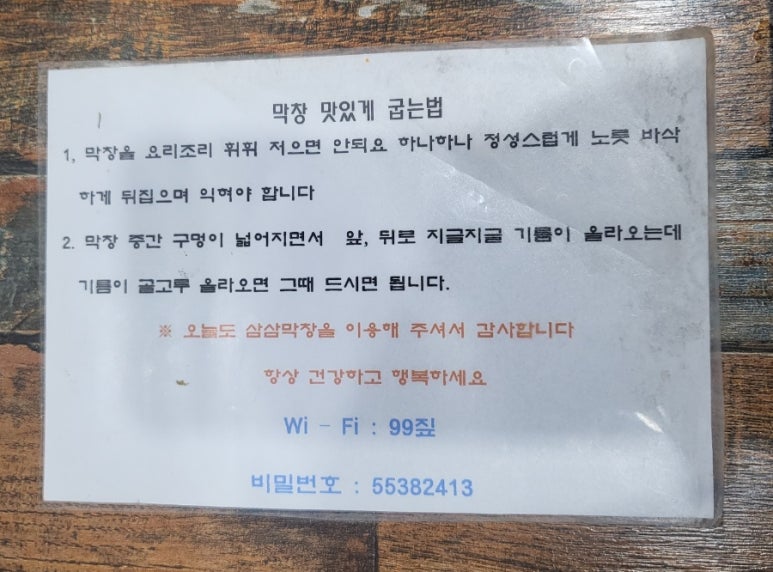 막창 맛있게 굽는법
1, 막창을 요리조리 휘휘 저으면 안되요 하나하나 정성스럽게 노릇 바삭
하게 뒤집으며 익혀야 합니다
2. 막창 중간 구멍이 넓어지면서 앞, 뒤로 지글지굴 기름이 올라오는데
기름이 골고루 올라오면 그때 드시면 됩니다.
※ 오늘도 삼삼막창을 이용해 주셔서 감사합니다
항상 건강하고 행복하세요
Wi - Fi : 99짚
비밀번호 : 55382413